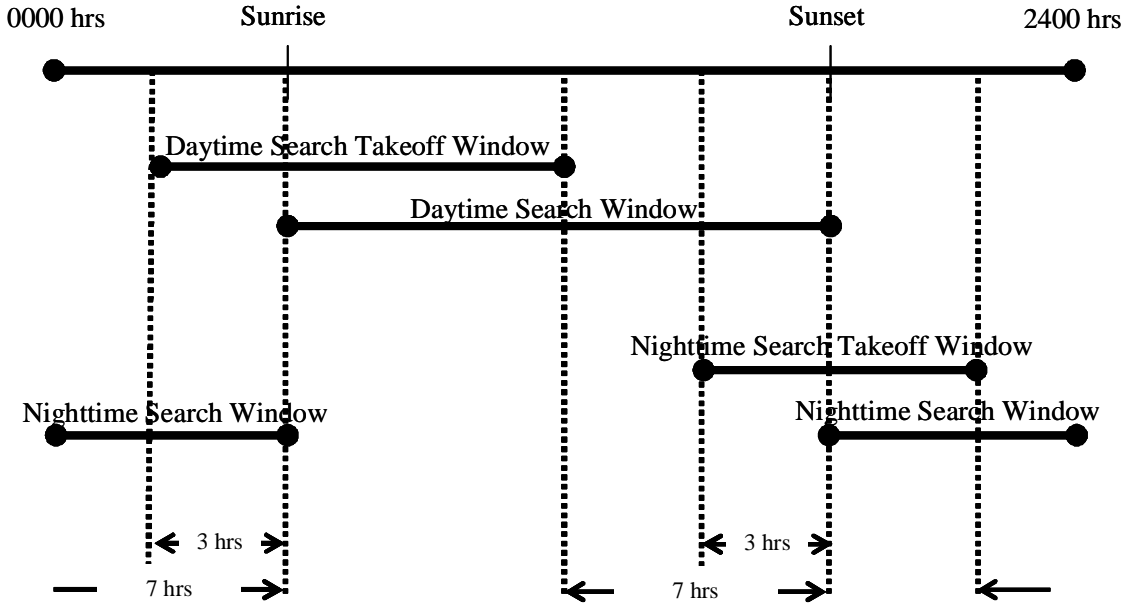 0000 hrs
Sunrise
Sunset
2400 hrs
Daytime Search Takeoff Window
Daytime Search Window
Nighttime Search Takeoff Window
Nighttime Search Window
Nighttime Search Window
3 hrs
3 hrs
7 hrs
7 hrs